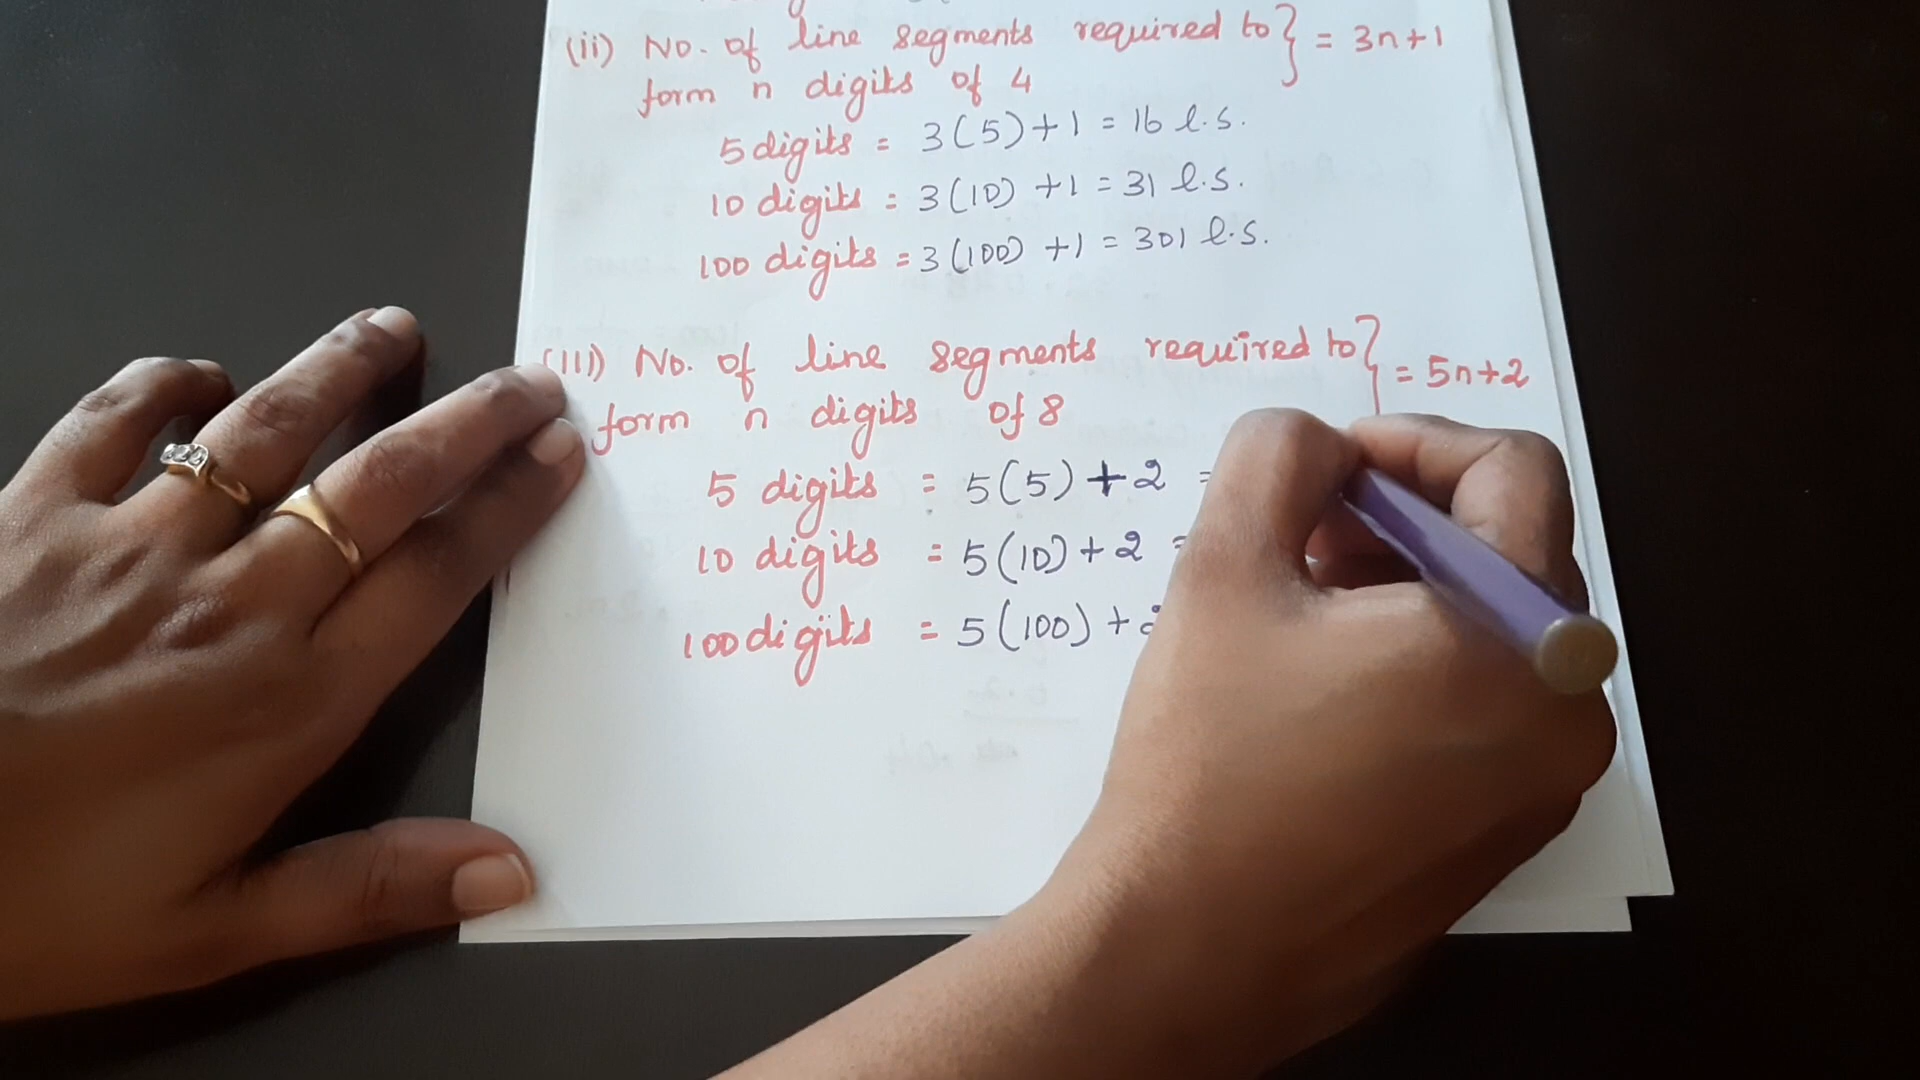 (ii) No. of line segments required to } = 3n+1
form n digits of 4
5 digits = 3(5)+1 = 16 l.s.
10 digits = 3(10) +1 = 31 l.s.
100 digits = 3(100) +1 = 301 l.s.
(iii) No. of line segments required to } = 5n+2
form n digits of 8
5 digits = 5(5)+2 =
10 digits = 5(10)+2 =
100 digits = 5(100)+2